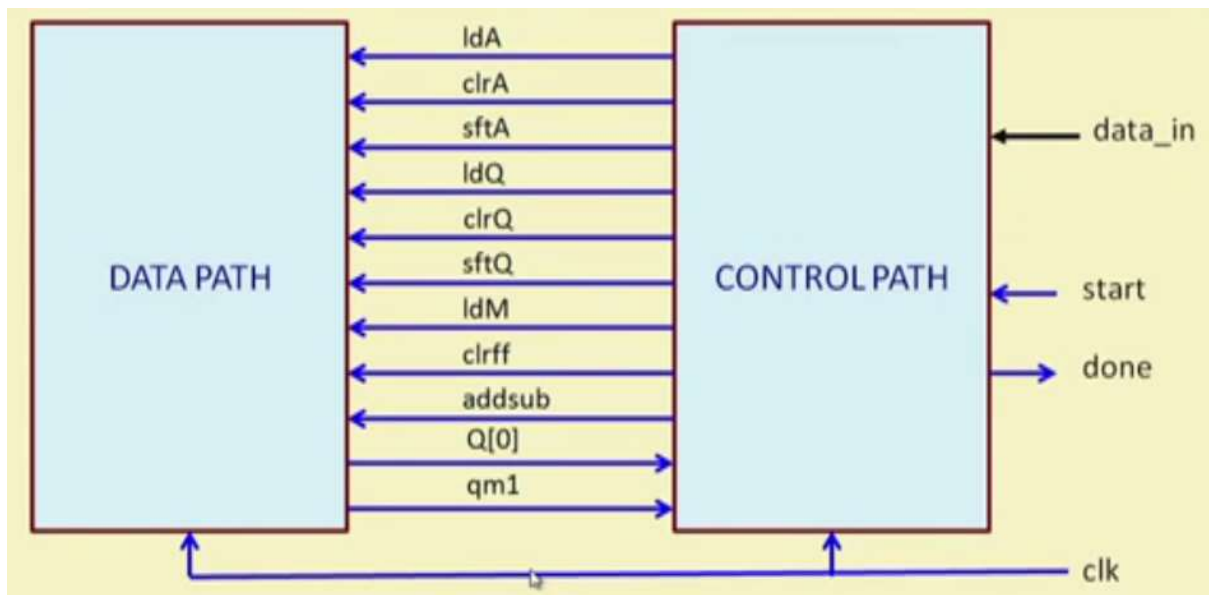 ldA
clrA
sftA
data_in
ldQ
clrQ
sftQ
DATA PATH
CONTROL PATH
start
ldM
clrff
done
addsub
Q[0]
qm1
clk